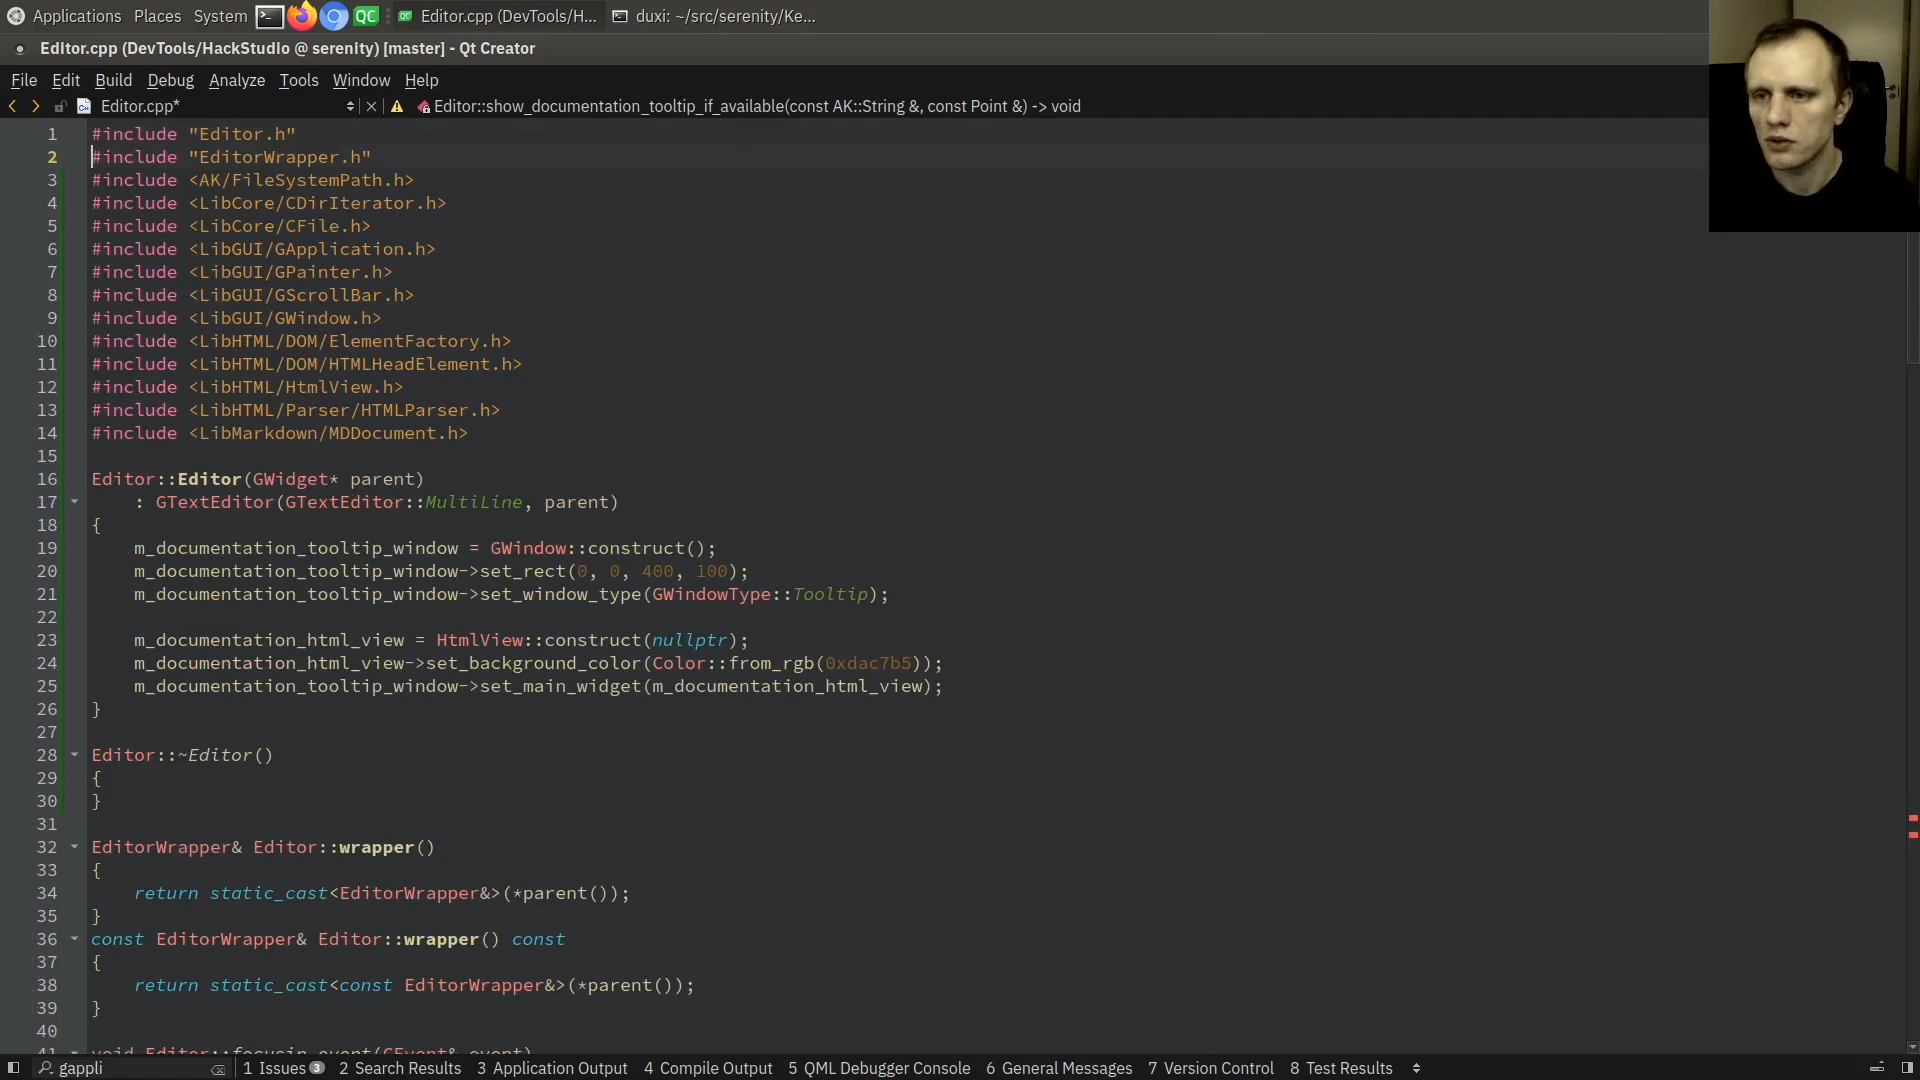 Applications Places System Editor.cpp (DevTools/H... duxi: ~/src/serenity/Ke...
Editor.cpp (DevTools/HackStudio @ serenity) [master] - Qt Creator
File Edit Build Debug Analyze Tools Window Help
Editor.cpp* Editor::show_documentation_tooltip_if_available(const AK::String &, const Point &) -> void
1 #include "Editor.h"
2 #include "EditorWrapper.h"
3 #include <AK/FileSystemPath.h>
4 #include <LibCore/CDirIterator.h>
5 #include <LibCore/CFile.h>
6 #include <LibGUI/GApplication.h>
7 #include <LibGUI/GPainter.h>
8 #include <LibGUI/GScrollBar.h>
9 #include <LibGUI/GWindow.h>
10 #include <LibHTML/DOM/ElementFactory.h>
11 #include <LibHTML/DOM/HTMLHeadElement.h>
12 #include <LibHTML/HtmlView.h>
13 #include <LibHTML/Parser/HTMLParser.h>
14 #include <LibMarkdown/MDDocument.h>
15
16 Editor::Editor(GWidget* parent)
17 : GTextEditor(GTextEditor::MultiLine, parent)
18 {
19 m_documentation_tooltip_window = GWindow::construct();
20 m_documentation_tooltip_window->set_rect(0, 0, 400, 100);
21 m_documentation_tooltip_window->set_window_type(GWindowType::Tooltip);
22
23 m_documentation_html_view = HtmlView::construct(nullptr);
24 m_documentation_html_view->set_background_color(Color::from_rgb(0xdac7b5));
25 m_documentation_tooltip_window->set_main_widget(m_documentation_html_view);
26 }
27
28 Editor::~Editor()
29 {
30 }
31
32 EditorWrapper& Editor::wrapper()
33 {
34 return static_cast<EditorWrapper&>(*parent());
35 }
36 const EditorWrapper& Editor::wrapper() const
37 {
38 return static_cast<const EditorWrapper&>(*parent());
39 }
40
41 void Editor::focusin_event(CEvent& event)
gappli 1 Issues 3 2 Search Results 3 Application Output 4 Compile Output 5 QML Debugger Console 6 General Messages 7 Version Control 8 Test Results